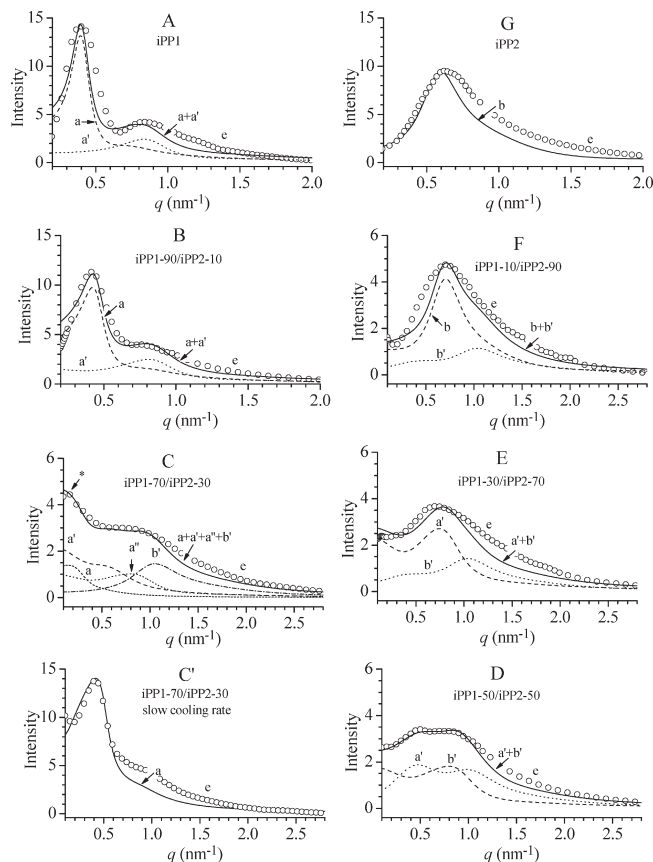 A
iPP1
15
10
5
0
Intensity
a
a'
a+a'
e
0.5
1.0
1.5
2.0
q (nm⁻¹)
G
iPP2
15
10
5
0
Intensity
b
e
0.5
1.0
1.5
2.0
q (nm⁻¹)
B
iPP1-90/iPP2-10
15
10
5
0
Intensity
a
a'
a+a'
e
0.5
1.0
1.5
2.0
q (nm⁻¹)
F
iPP1-10/iPP2-90
6
4
2
0
Intensity
e
b
b'
b+b'
0.5
1.0
1.5
2.0
2.5
q (nm⁻¹)
C
iPP1-70/iPP2-30
*
6
4
2
0
Intensity
a'
a
a''
b'
a+a'+a''+b'
e
0.5
1.0
1.5
2.0
2.5
q (nm⁻¹)
E
iPP1-30/iPP2-70
6
4
2
0
Intensity
a'
e
b'
a'+b'
0.5
1.0
1.5
2.0
2.5
q (nm⁻¹)
C'
iPP1-70/iPP2-30
slow cooling rate
15
10
5
0
Intensity
a
e
0.5
1.0
1.5
2.0
2.5
q (nm⁻¹)
D
iPP1-50/iPP2-50
6
4
2
0
Intensity
a'
b'
a'+b'
e
0.5
1.0
1.5
2.0
2.5
q (nm⁻¹)